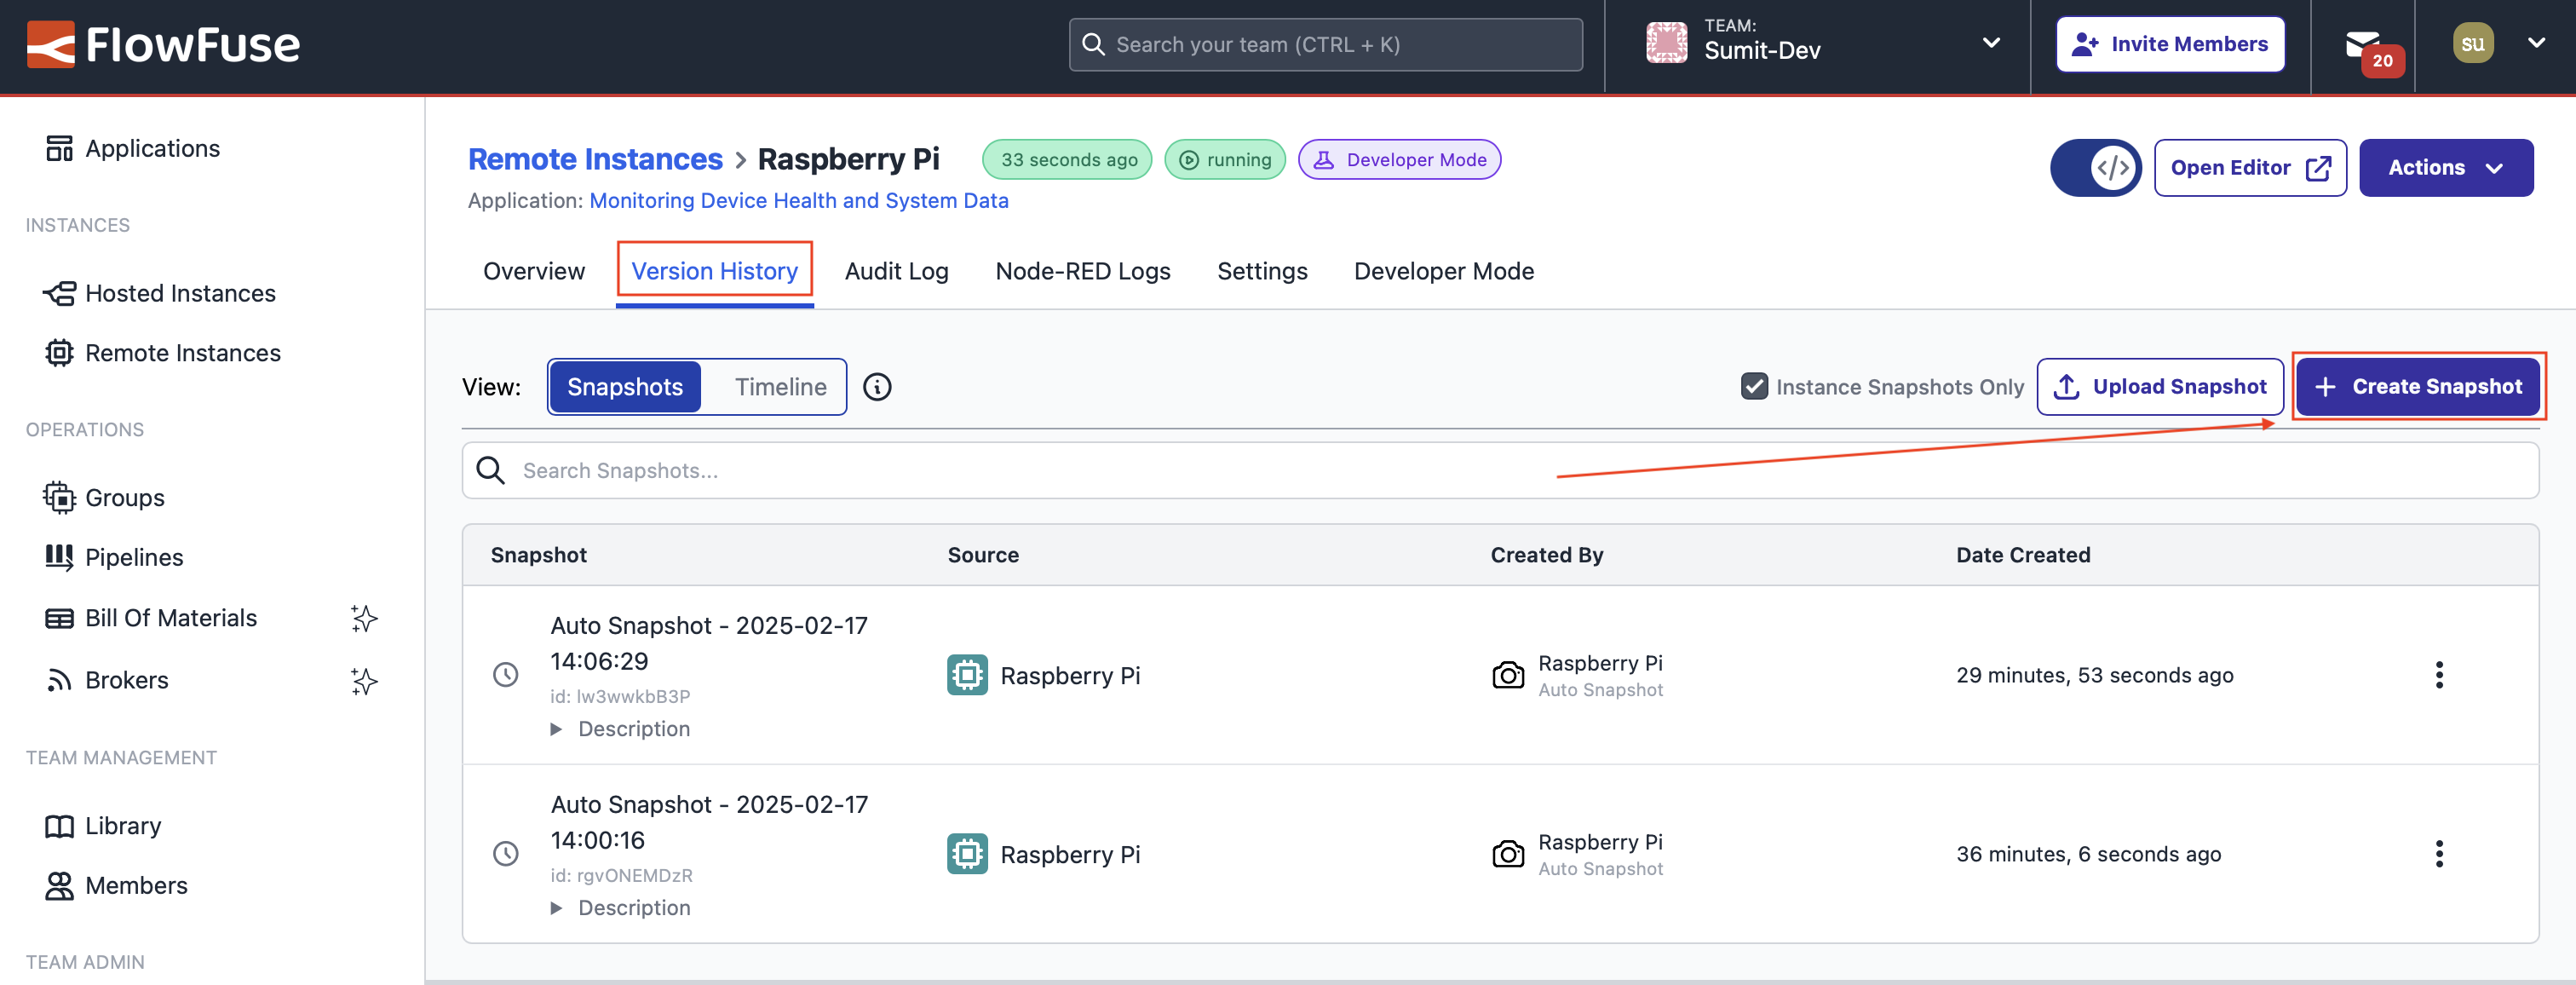 FlowFuse
Search your team (CTRL + K)
TEAM:
Sumit-Dev
Invite Members
20
su
Applications
INSTANCES
Hosted Instances
Remote Instances
OPERATIONS
Groups
Pipelines
Bill Of Materials
Brokers
TEAM MANAGEMENT
Library
Members
TEAM ADMIN
Remote Instances > Raspberry Pi
33 seconds ago
running
Developer Mode
Application: Monitoring Device Health and System Data
</> Open Editor
Actions
Overview Version History Audit Log Node-RED Logs Settings Developer Mode
View: Snapshots Timeline
Instance Snapshots Only
Upload Snapshot
+ Create Snapshot
Search Snapshots...
Snapshot Source Created By Date Created
Auto Snapshot - 2025-02-17
14:06:29
id: lw3wwkbB3P
Description
Raspberry Pi
Raspberry Pi
Auto Snapshot
29 minutes, 53 seconds ago
Auto Snapshot - 2025-02-17
14:00:16
id: rgvONEMDzR
Description
Raspberry Pi
Raspberry Pi
Auto Snapshot
36 minutes, 6 seconds ago